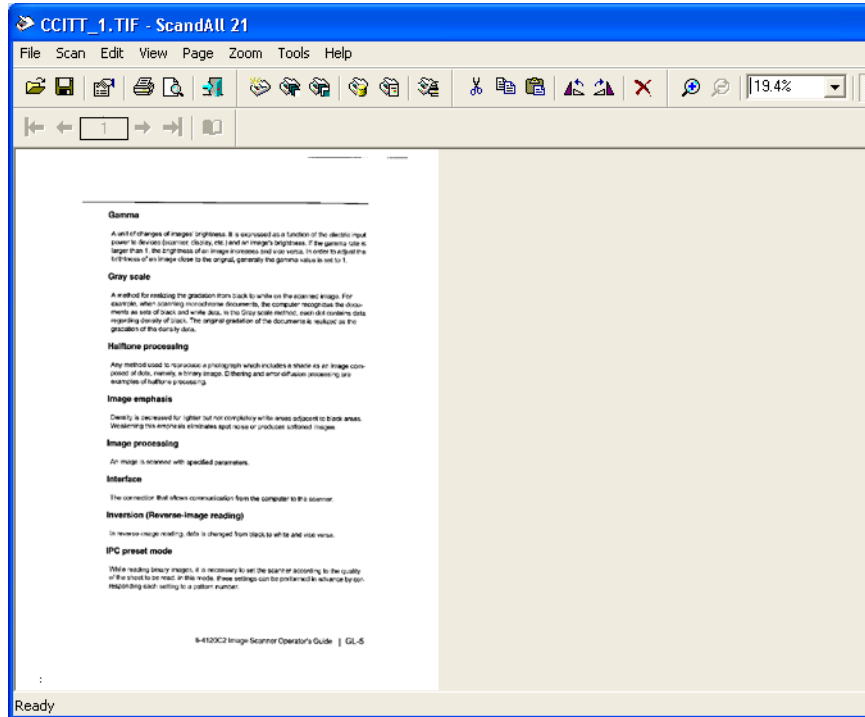 CCITT_1.TIF - ScandAll 21
File Scan Edit View Page Zoom Tools Help
19.4%
1
Gamma
A unit of changes of images' brightness. It is expressed as a function of the electric input
power to devices (scanner, display, etc.) and an image's brightness. If the gamma rate is
larger than 1, the brightness of an image increases and vice versa. In order to adjust the
brightness of an image close to the original, generally the gamma value is set to 1.
Gray scale
A method for realizing the gradation from black to white on the scanned image. For
example, when scanning monochrome documents, the computer recognizes the docu-
ments as sets of black and white data. In the Gray scale method, each dot contains data
regarding density of black. The original gradation of the documents is realized as the
gradation of the density data.
Halftone processing
Any method used to reproduce a photograph which includes a shade as an image com-
posed of dots, namely, a binary image. Dithering and error diffusion processing are
examples of halftone processing.
Image emphasis
Density is decreased for lighter but not completely white areas adjacent to black areas.
Weakening this emphasis eliminates spot noise or produces softened images.
Image processing
An image is scanned with specified parameters.
Interface
The connection that allows communication from the computer to the scanner.
Inversion (Reverse-image reading)
In reverse-image reading, data is changed from black to white and vice versa.
IPC preset mode
While reading binary images, it is necessary to set the scanner according to the quality
of the sheet to be read. In this mode, these settings can be performed in advance by cor-
responding each setting to a pattern number.
fi-4120C2 Image Scanner Operator's Guide | GL-5
Ready